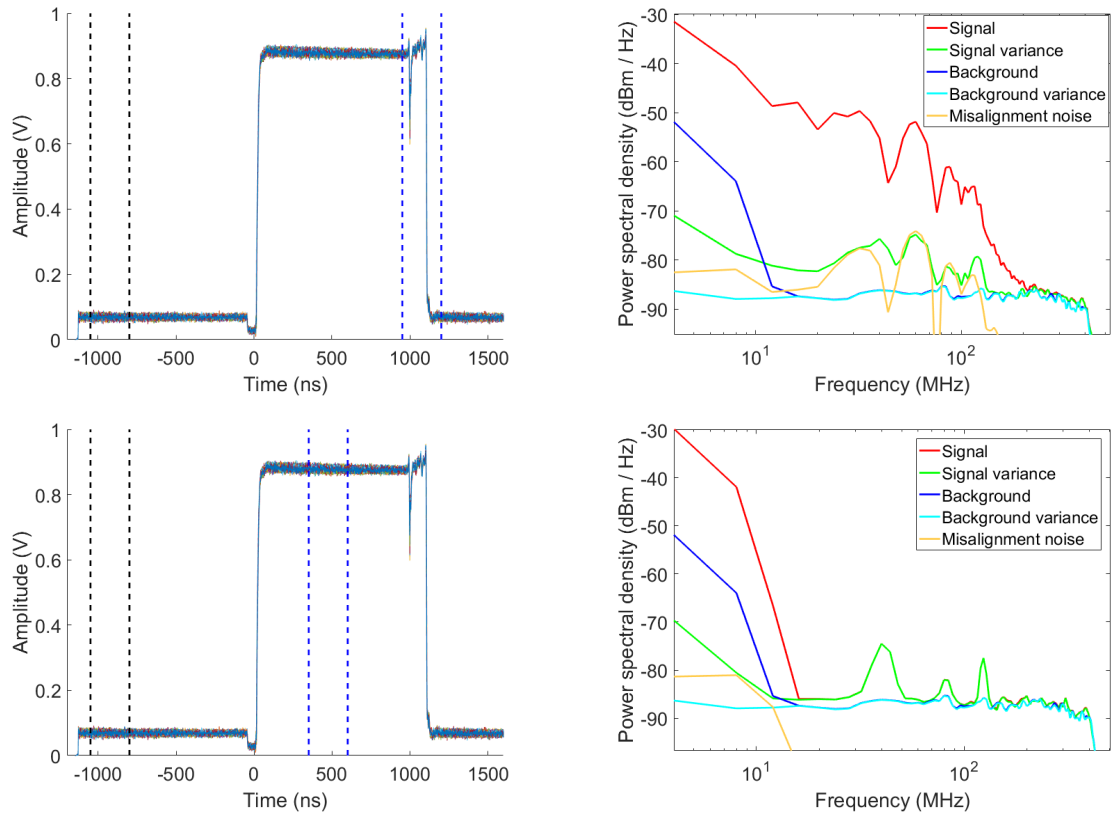 Amplitude (V)
1
0.8
0.6
0.4
0.2
0
-1000
-500
0
500
1000
1500
Time (ns)
Power spectral density (dBm / Hz)
-30
-40
-50
-60
-70
-80
-90
Signal
Signal variance
Background
Background variance
Misalignment noise
10^1
10^2
Frequency (MHz)
Amplitude (V)
1
0.8
0.6
0.4
0.2
0
-1000
-500
0
500
1000
1500
Time (ns)
Power spectral density (dBm / Hz)
-30
-40
-50
-60
-70
-80
-90
Signal
Signal variance
Background
Background variance
Misalignment noise
10^1
10^2
Frequency (MHz)